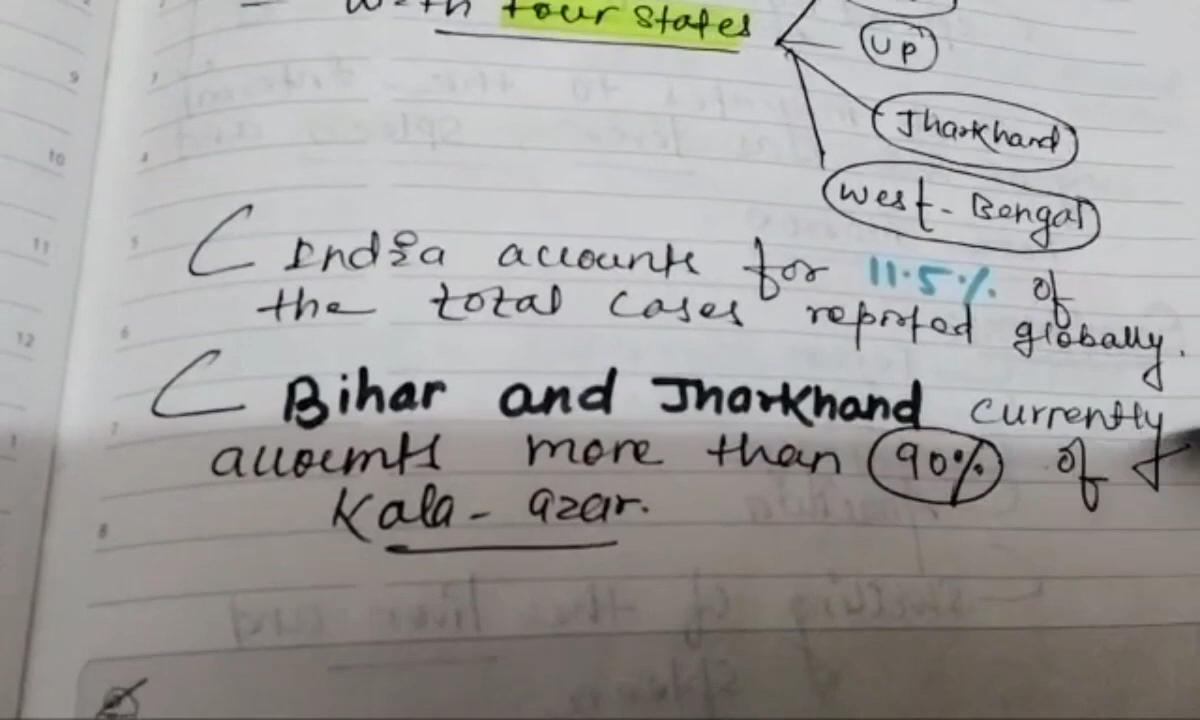 with four states
UP
Jharkhand
West-Bengal
India accounts for 11.5% of
the total cases reported globally.
Bihar and Jharkhand currently
accounts more than 90% of
Kala-azar.